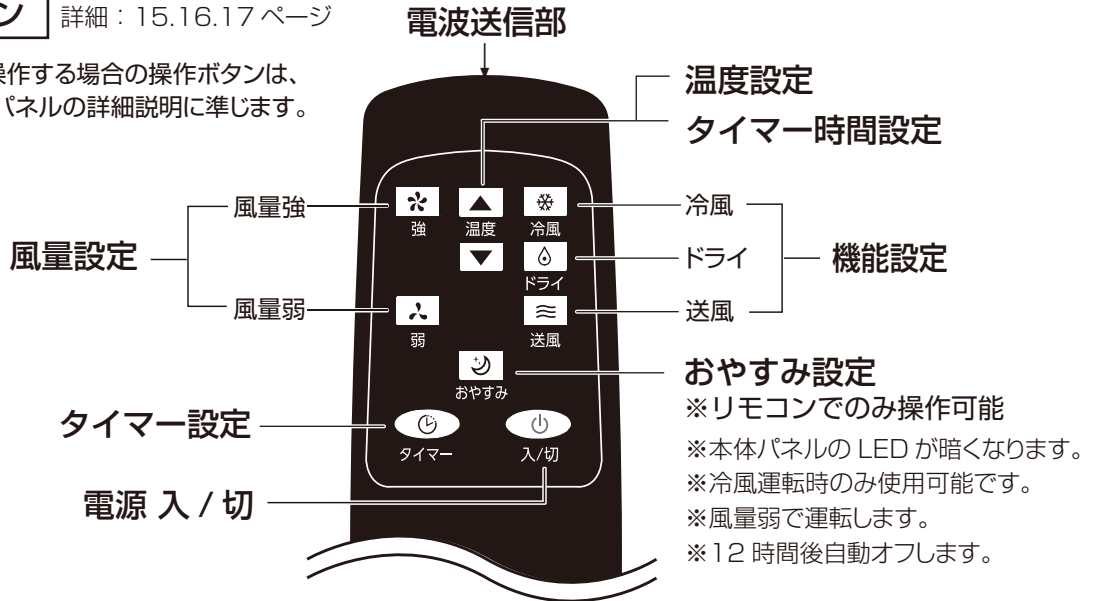 ン
詳細：15.16.17ページ
操作する場合の操作ボタンは、
パネルの詳細説明に準じます。
電波送信部
温度設定
タイマー時間設定
風量設定
風量強
風量弱
強
温度
冷風
ドライ
弱
送風
おやすみ
タイマー
入/切
冷風
ドライ
送風
機能設定
おやすみ設定
※リモコンでのみ操作可能
※本体パネルの LED が暗くなります。
※冷風運転時のみ使用可能です。
※風量弱で運転します。
※12 時間後自動オフします。
タイマー設定
電源 入 / 切